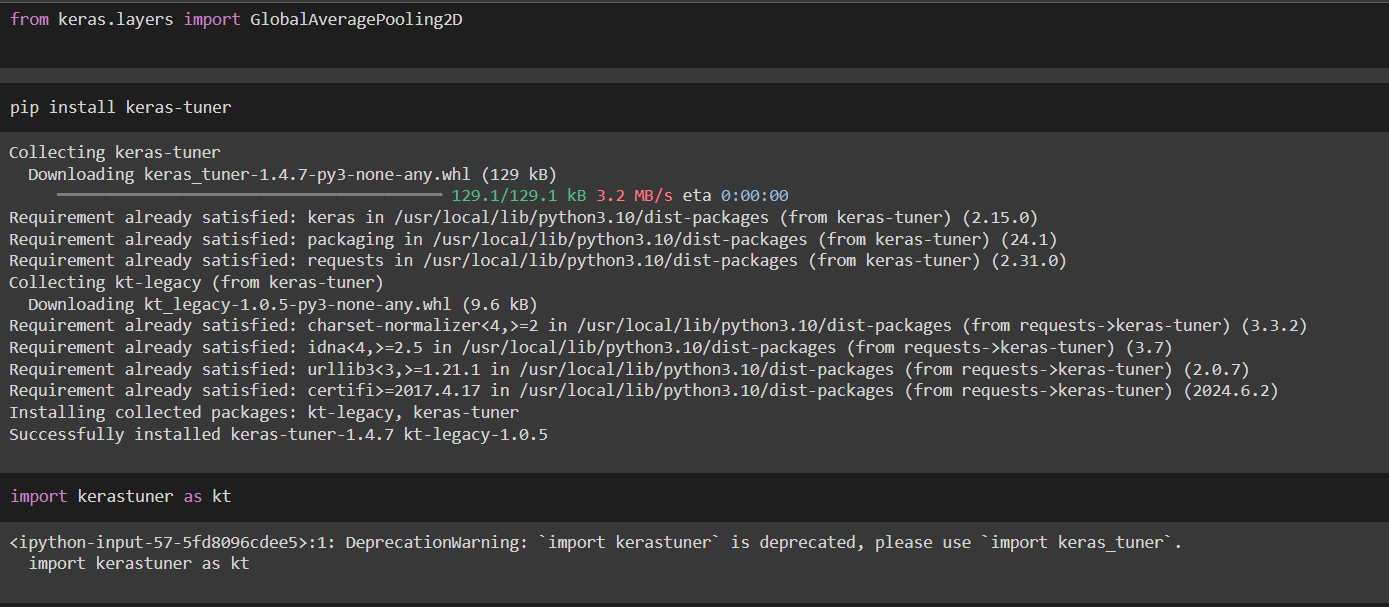 from keras.layers import GlobalAveragePooling2D
pip install keras-tuner
Collecting keras-tuner
  Downloading keras_tuner-1.4.7-py3-none-any.whl (129 kB)
129.1/129.1 kB 3.2 MB/s eta 0:00:00
Requirement already satisfied: keras in /usr/local/lib/python3.10/dist-packages (from keras-tuner) (2.15.0)
Requirement already satisfied: packaging in /usr/local/lib/python3.10/dist-packages (from keras-tuner) (24.1)
Requirement already satisfied: requests in /usr/local/lib/python3.10/dist-packages (from keras-tuner) (2.31.0)
Collecting kt-legacy (from keras-tuner)
  Downloading kt_legacy-1.0.5-py3-none-any.whl (9.6 kB)
Requirement already satisfied: charset-normalizer<4,>=2 in /usr/local/lib/python3.10/dist-packages (from requests->keras-tuner) (3.3.2)
Requirement already satisfied: idna<4,>=2.5 in /usr/local/lib/python3.10/dist-packages (from requests->keras-tuner) (3.7)
Requirement already satisfied: urllib3<3,>=1.21.1 in /usr/local/lib/python3.10/dist-packages (from requests->keras-tuner) (2.0.7)
Requirement already satisfied: certifi>=2017.4.17 in /usr/local/lib/python3.10/dist-packages (from requests->keras-tuner) (2024.6.2)
Installing collected packages: kt-legacy, keras-tuner
Successfully installed keras-tuner-1.4.7 kt-legacy-1.0.5
import kerastuner as kt
<ipython-input-57-5fd8096cdee5>:1: DeprecationWarning: `import kerastuner` is deprecated, please use `import keras_tuner`.
  import kerastuner as kt